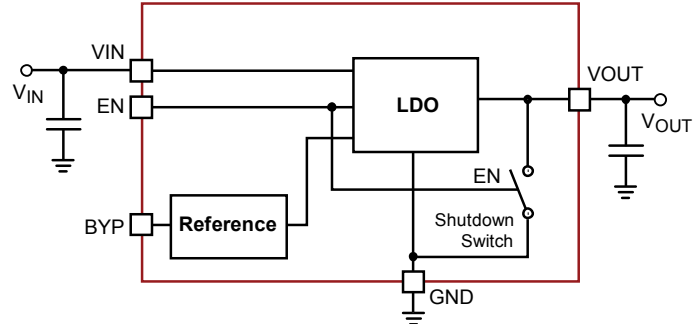 VIN
VIN
EN
LDO
VOUT
VOUT
EN
Shutdown
Switch
BYP
Reference
GND